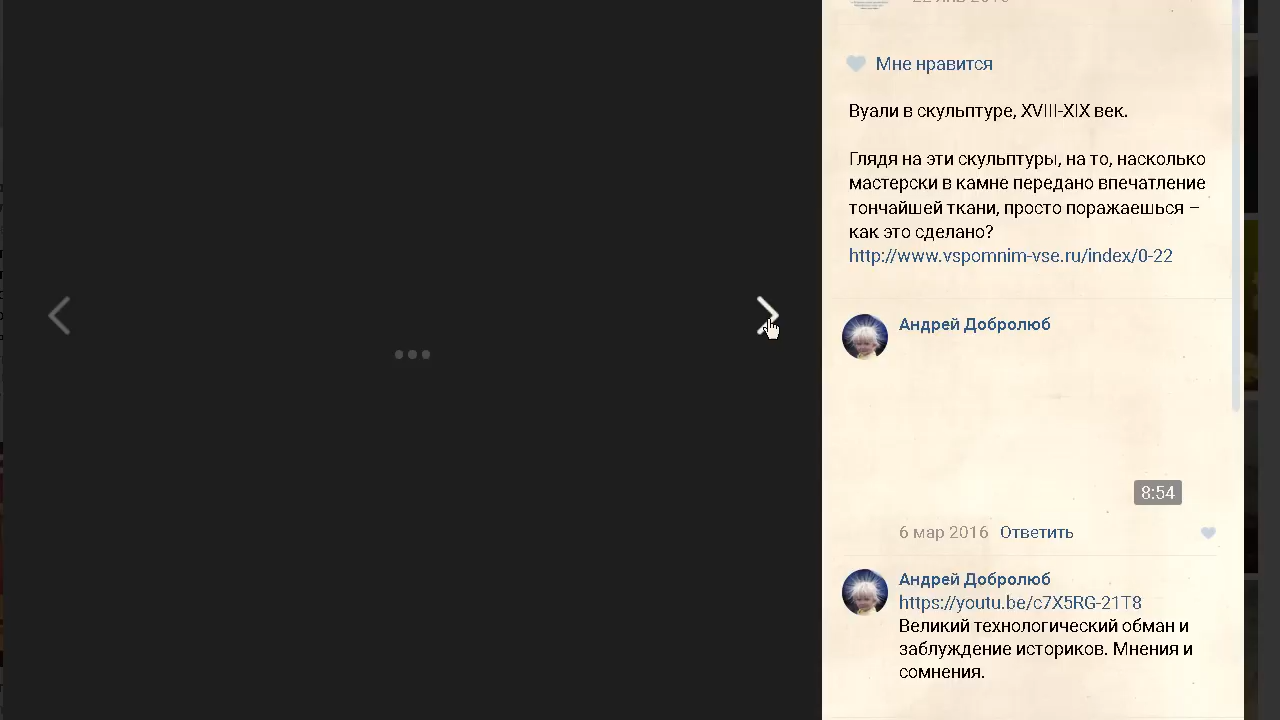 Мне нравится
Вуали в скульптуре, XVIII-XIX век.
Глядя на эти скульптуры, на то, насколько
мастерски в камне передано впечатление
тончайшей ткани, просто поражаешься –
как это сделано?
http://www.vspomnim-vse.ru/index/0-22
Андрей Добролюб
8:54
6 мар 2016 Ответить
Андрей Добролюб
https://youtu.be/c7X5RG-21T8
Великий технологический обман и
заблуждение историков. Мнения и
сомнения.